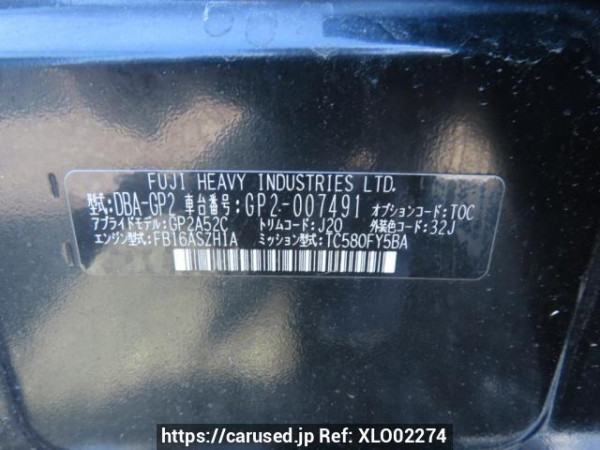 FUJI HEAVY INDUSTRIES LTD.
型式:DBA-GP2 車台番号:GP2-007491 オプションコード:TOC
アプライドモデル:GP2A52C トリムコード:J20 外装色コード:32J
エンジン型式:FB16ASZH1A ミッション型式:TC580FY5BA
https://carused.jp Ref: XLO02274